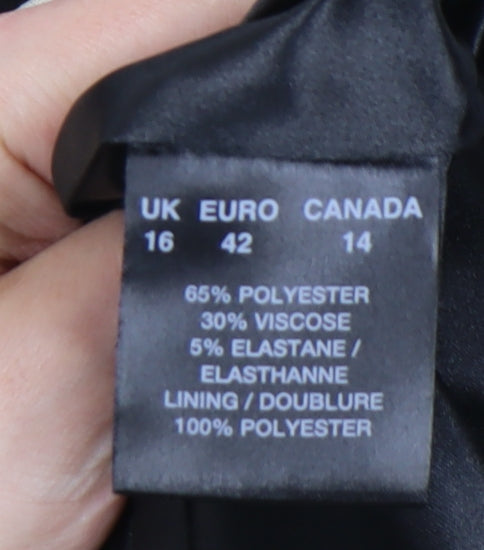 UK EURO CANADA
16 42 14
65% POLYESTER
30% VISCOSE
5% ELASTANE /
ELASTHANNE
LINING / DOUBLURE
100% POLYESTER